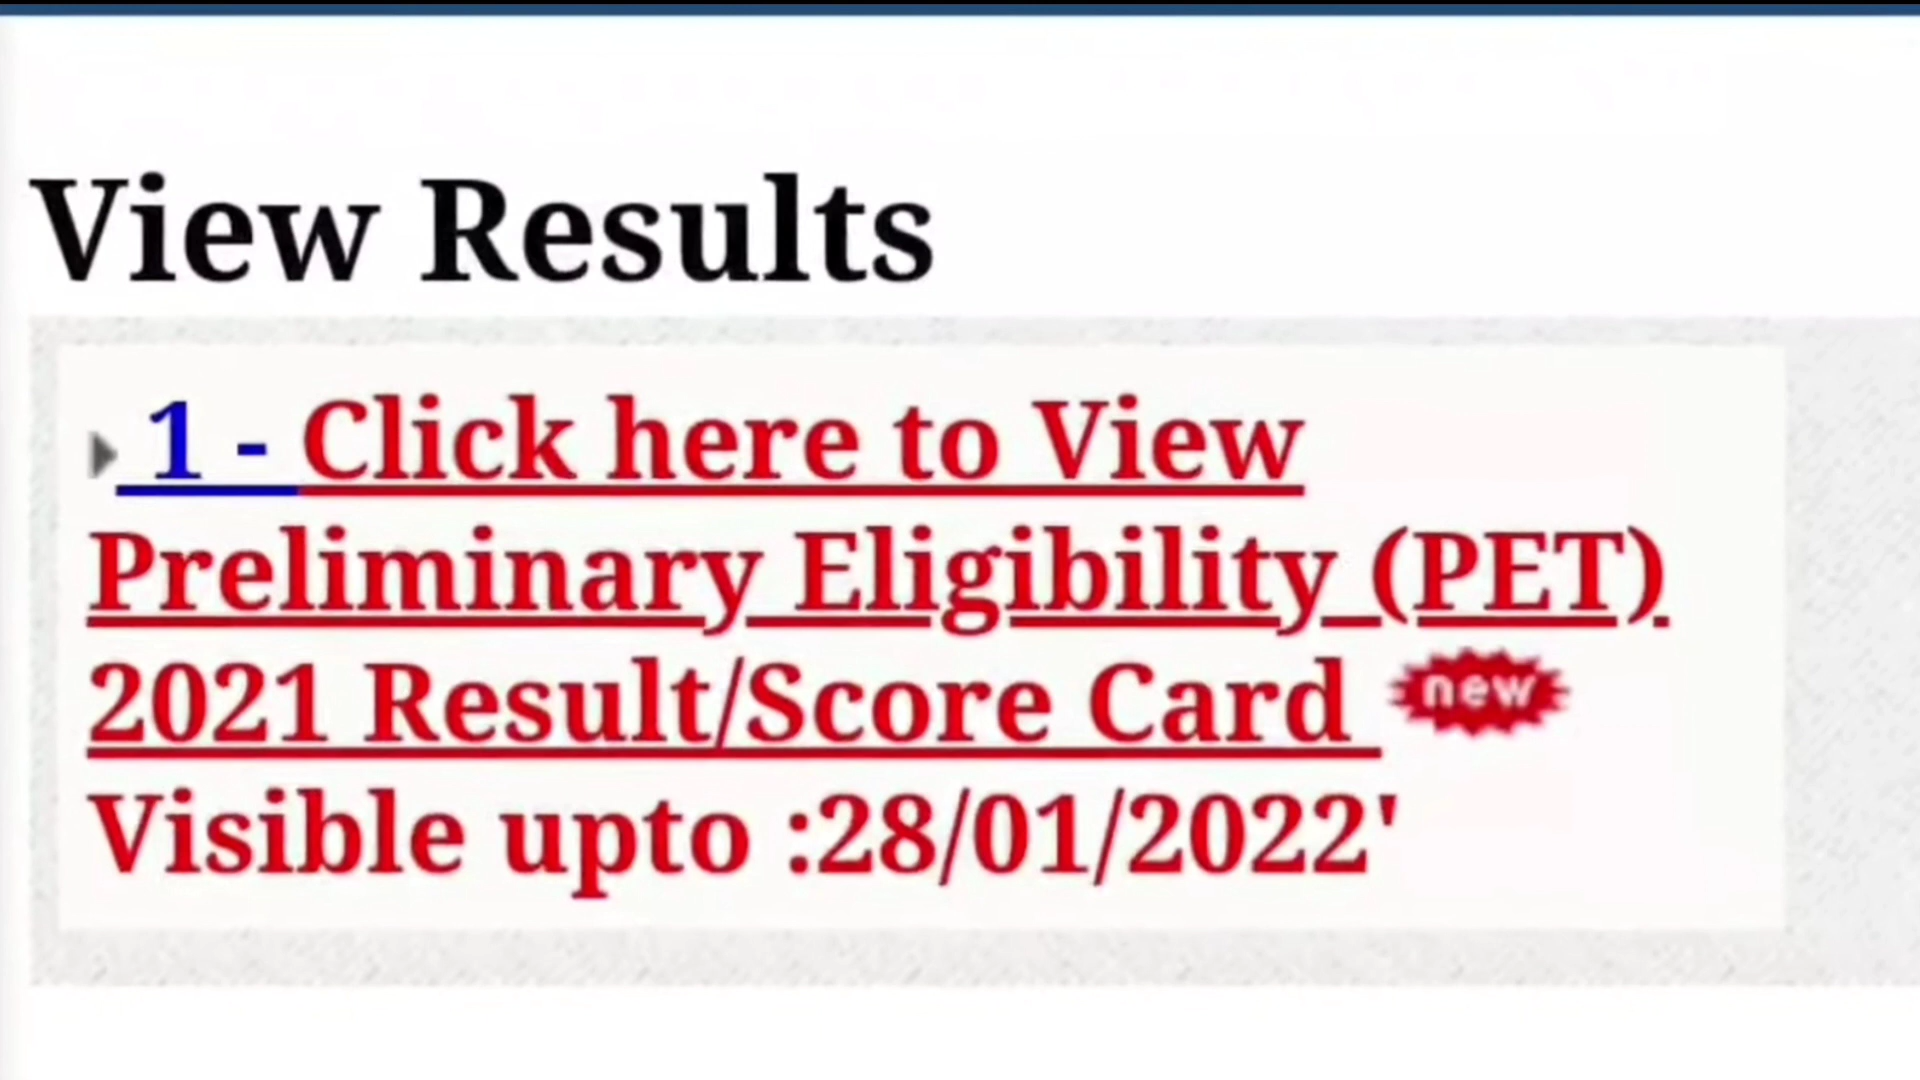 View Results
1 - Click here to View
Preliminary Eligibility (PET)
2021 Result/Score Card new
Visible upto :28/01/2022'